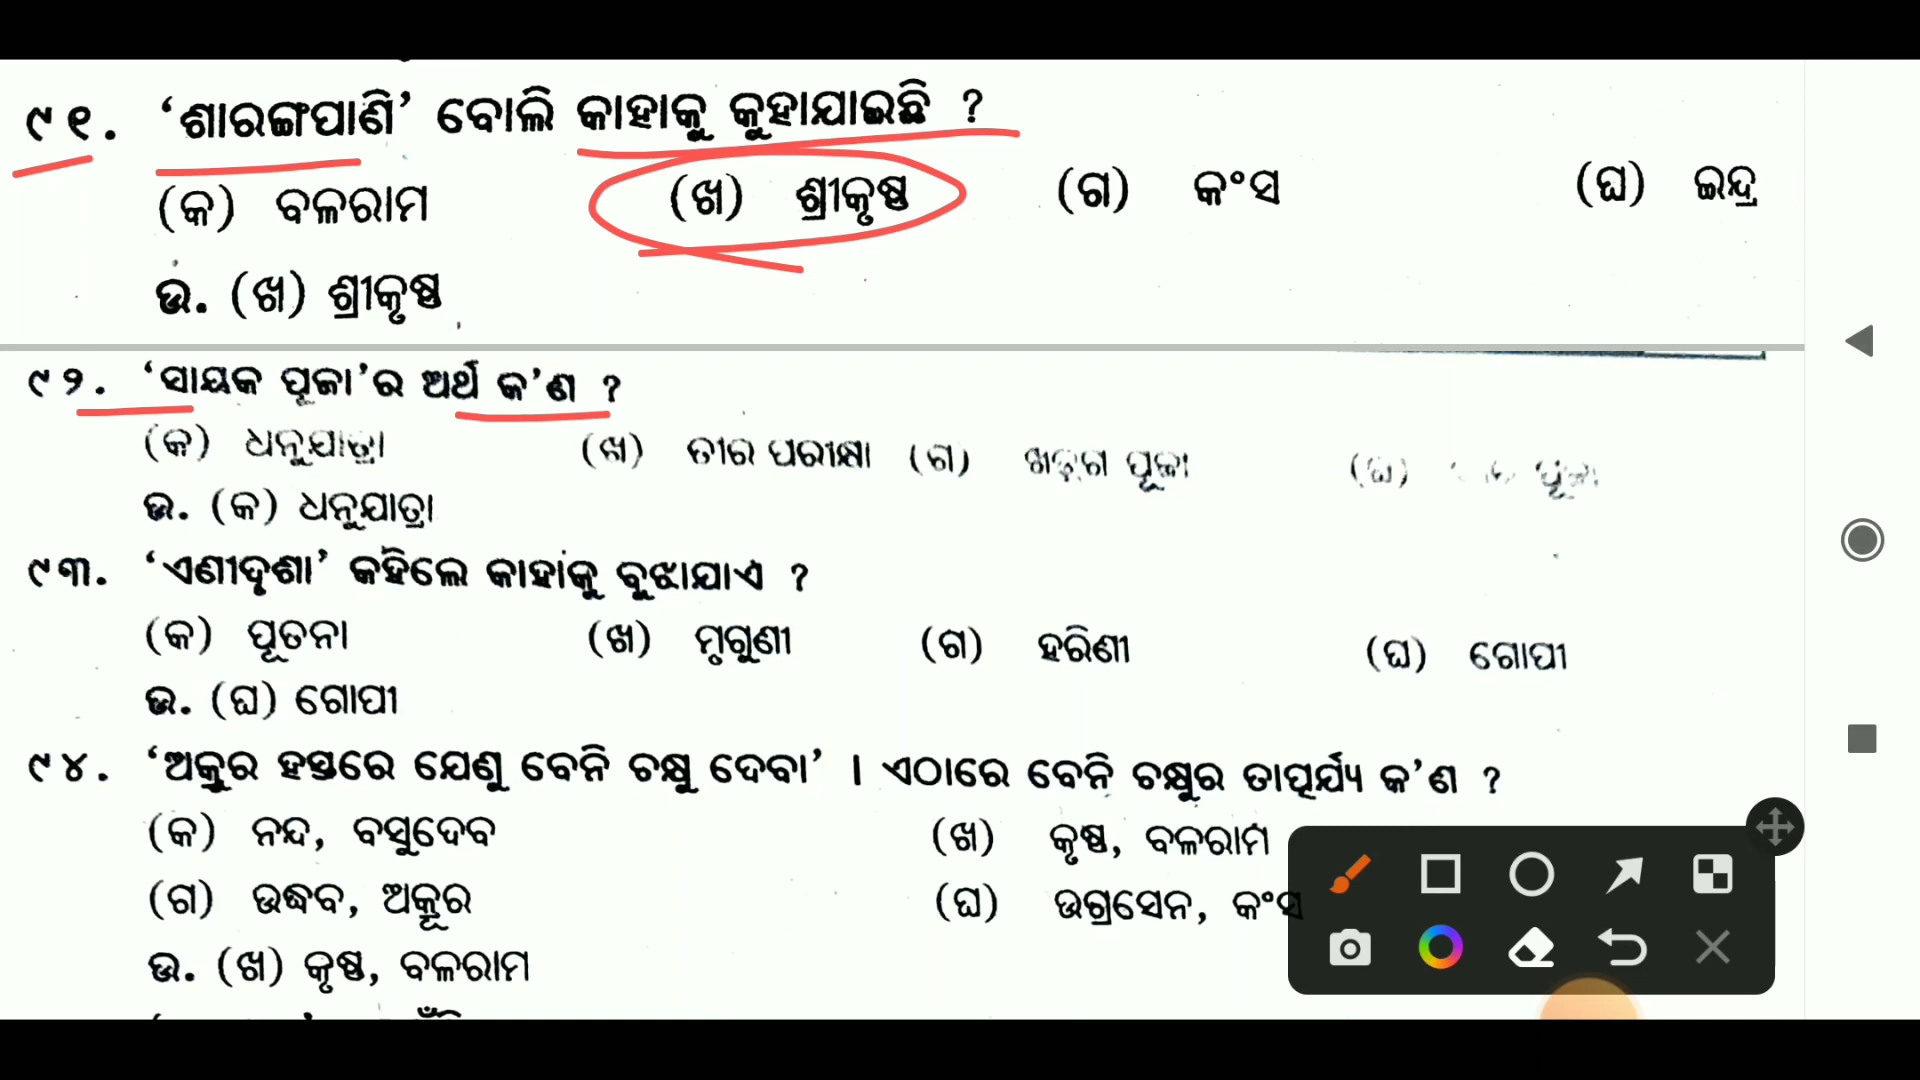 ୯୧. ‘ଶାରଙ୍ଗପାଣି’ ବୋଲି କାହାକୁ କୁହାଯାଇଛି ?
(କ) ବଳରାମ (ଖ) ଶ୍ରୀକୃଷ୍ଣ (ଗ) କଂସ (ଘ) ଇନ୍ଦ୍ର
ଉ. (ଖ) ଶ୍ରୀକୃଷ୍ଣ
୯୨. ‘ସାୟକ ପୂଜା’ର ଅର୍ଥ କ’ଣ ?
(କ) ଧନୁଯାତ୍ରା (ଖ) ତୀର ପରୀକ୍ଷା (ଗ) ଖଡ୍ଗ ପୂଜା (ଘ) ପୂଜା
ଉ. (କ) ଧନୁଯାତ୍ରା
୯୩. ‘ଏଣୀଦୃଶା’ କହିଲେ କାହାକୁ ବୁଝାଯାଏ ?
(କ) ପୂତନା (ଖ) ମୃଗୁଣୀ (ଗ) ହରିଣୀ (ଘ) ଗୋପୀ
ଉ. (ଘ) ଗୋପୀ
୯୪. ‘ଅକ୍ରୁର ହସ୍ତରେ ଯେଣୁ ବେନି ଚକ୍ଷୁ ଦେବା’ । ଏଠାରେ ବେନି ଚକ୍ଷୁର ତାତ୍ପର୍ଯ୍ୟ କ’ଣ ?
(କ) ନନ୍ଦ, ବସୁଦେବ (ଖ) କୃଷ୍ଣ, ବଳରାମ
(ଗ) ଉଦ୍ଧବ, ଅକ୍ରୂର (ଘ) ଉଗ୍ରସେନ, କଂସ
ଉ. (ଖ) କୃଷ୍ଣ, ବଳରାମ